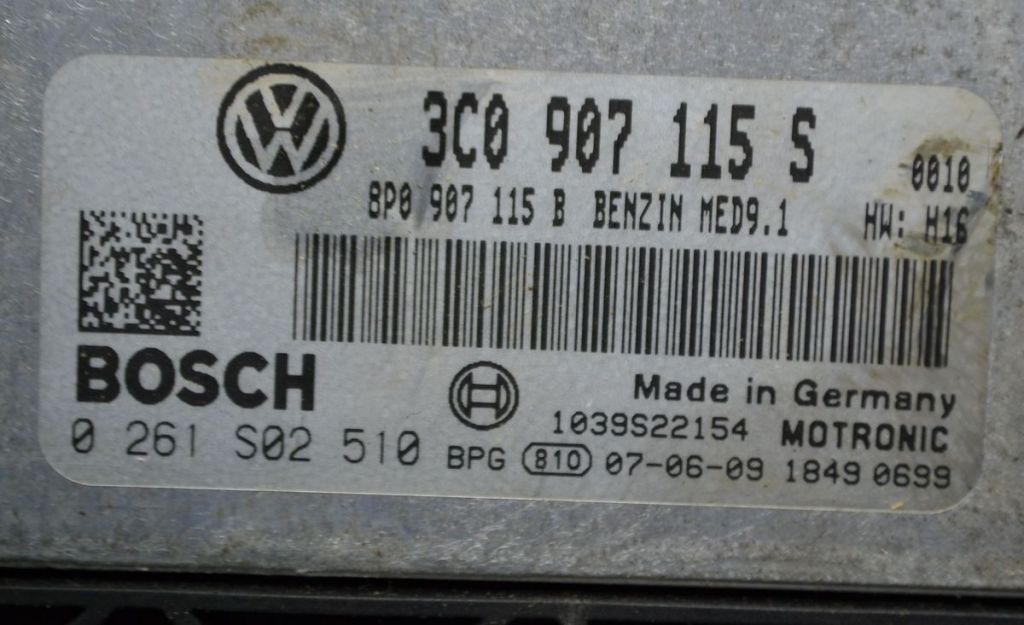 3C0 907 115 S
0010
8P0 907 115 B BENZIN MED9.1
HW: H16
BOSCH
Made in Germany
1039S22154 MOTRONIC
0 261 S02 510 BPG 810 07-06-09 1849 0699